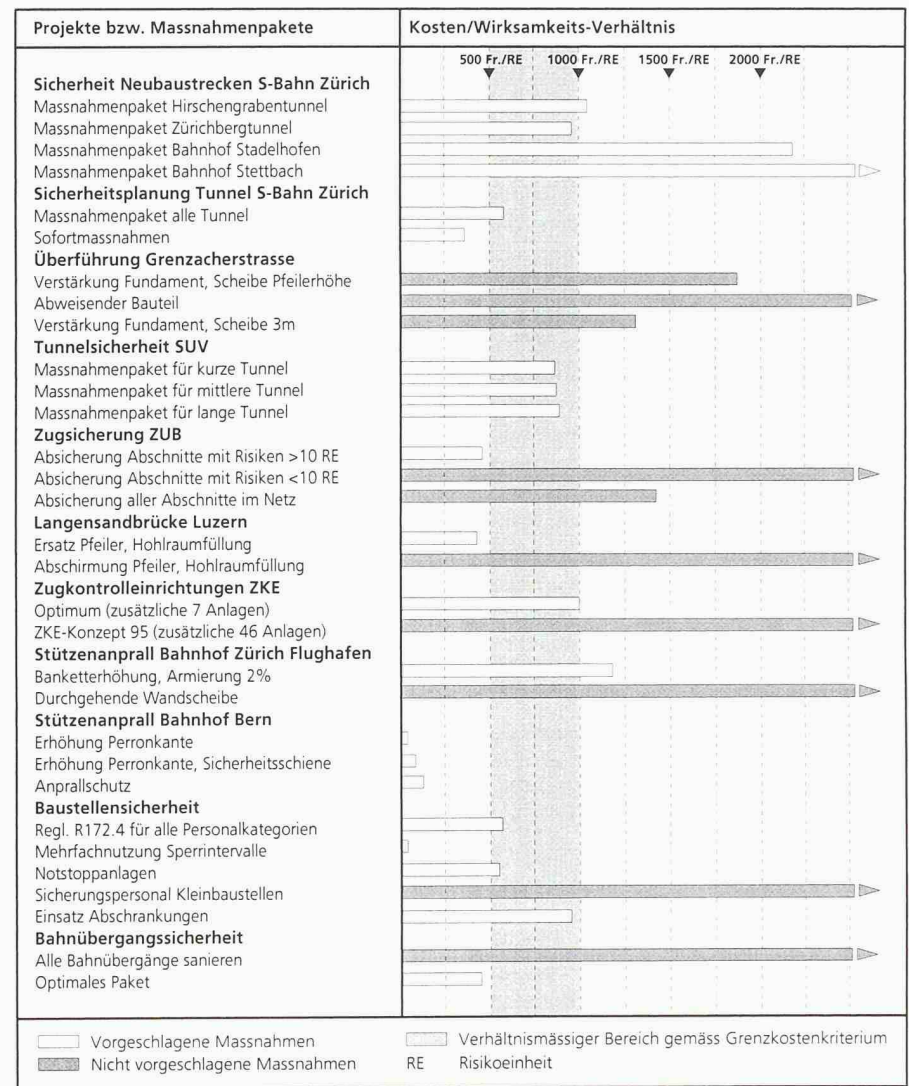 Projekte bzw. Massnahmenpakete
Kosten/Wirksamkeits-Verhältnis
500 Fr./RE 1000 Fr./RE 1500 Fr./RE 2000 Fr./RE
Sicherheit Neubaustrecken S-Bahn Zürich
Massnahmenpaket Hirschengrabentunnel
Massnahmenpaket Zürichbergtunnel
Massnahmenpaket Bahnhof Stadelhofen
Massnahmenpaket Bahnhof Stettbach
Sicherheitsplanung Tunnel S-Bahn Zürich
Massnahmenpaket alle Tunnel
Sofortmassnahmen
Überführung Grenzacherstrasse
Verstärkung Fundament, Scheibe Pfeilerhöhe
Abweisender Bauteil
Verstärkung Fundament, Scheibe 3m
Tunnelsicherheit SUV
Massnahmenpaket für kurze Tunnel
Massnahmenpaket für mittlere Tunnel
Massnahmenpaket für lange Tunnel
Zugsicherung ZUB
Absicherung Abschnitte mit Risiken >10 RE
Absicherung Abschnitte mit Risiken <10 RE
Absicherung aller Abschnitte im Netz
Langensandbrücke Luzern
Ersatz Pfeiler, Hohlraumfüllung
Abschirmung Pfeiler, Hohlraumfüllung
Zugkontrolleinrichtungen ZKE
Optimum (zusätzliche 7 Anlagen)
ZKE-Konzept 95 (zusätzliche 46 Anlagen)
Stützenanprall Bahnhof Zürich Flughafen
Banketterhöhung, Armierung 2%
Durchgehende Wandscheibe
Stützenanprall Bahnhof Bern
Erhöhung Perronkante
Erhöhung Perronkante, Sicherheitsschiene
Anprallschutz
Baustellensicherheit
Regl. R172.4 für alle Personalkategorien
Mehrfachnutzung Sperrintervalle
Notstoppanlagen
Sicherungspersonal Kleinbaustellen
Einsatz Abschrankungen
Bahnübergangssicherheit
Alle Bahnübergänge sanieren
Optimales Paket
Vorgeschlagene Massnahmen
Nicht vorgeschlagene Massnahmen
Verhältnismässiger Bereich gemäss Grenzkostenkriterium
RE Risikoeinheit